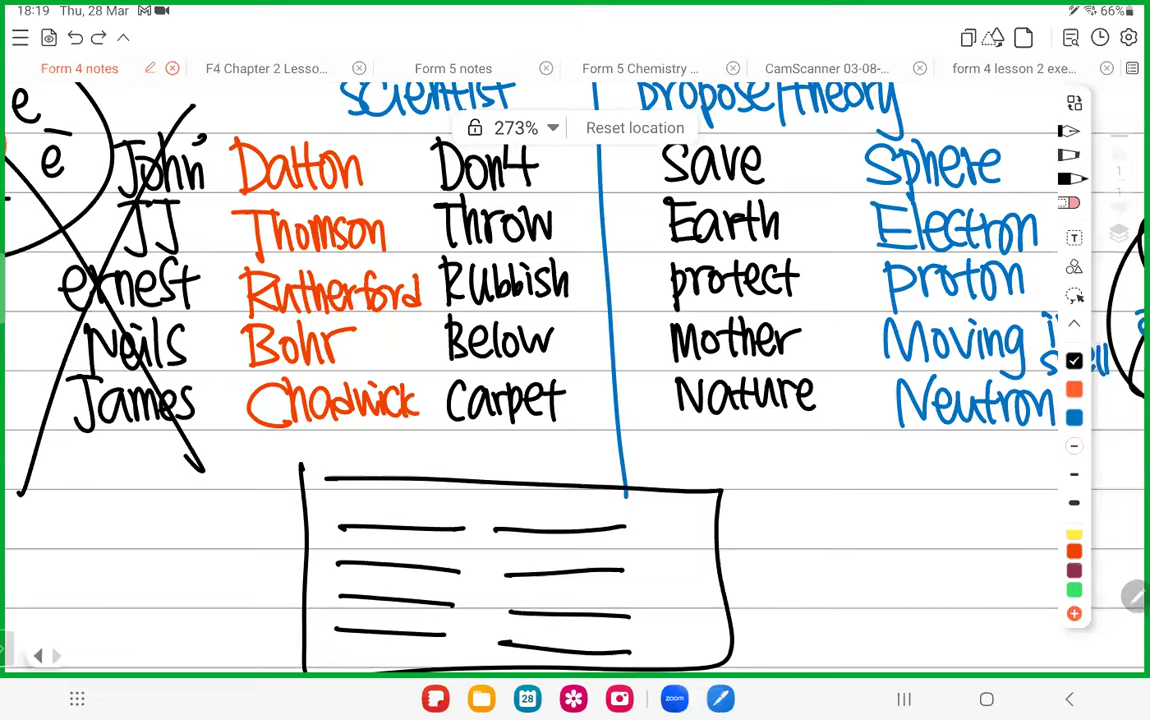 18:19 Thu, 28 Mar 66%
273% Reset location
Form 4 notes F4 Chapter 2 Lesso... Form 5 notes Form 5 Chemistry ... CamScanner 03-08-... form 4 lesson 2 exe...
scientist propose/theory
e
e John' Dalton Don't Save Sphere
JJ Thomson Throw Earth Electron
ernest Rutherford Rubbish protect proton
Neils Bohr Below Mother Moving
James Chadwick carpet Nature Neutron
1
1
T
28 zoom